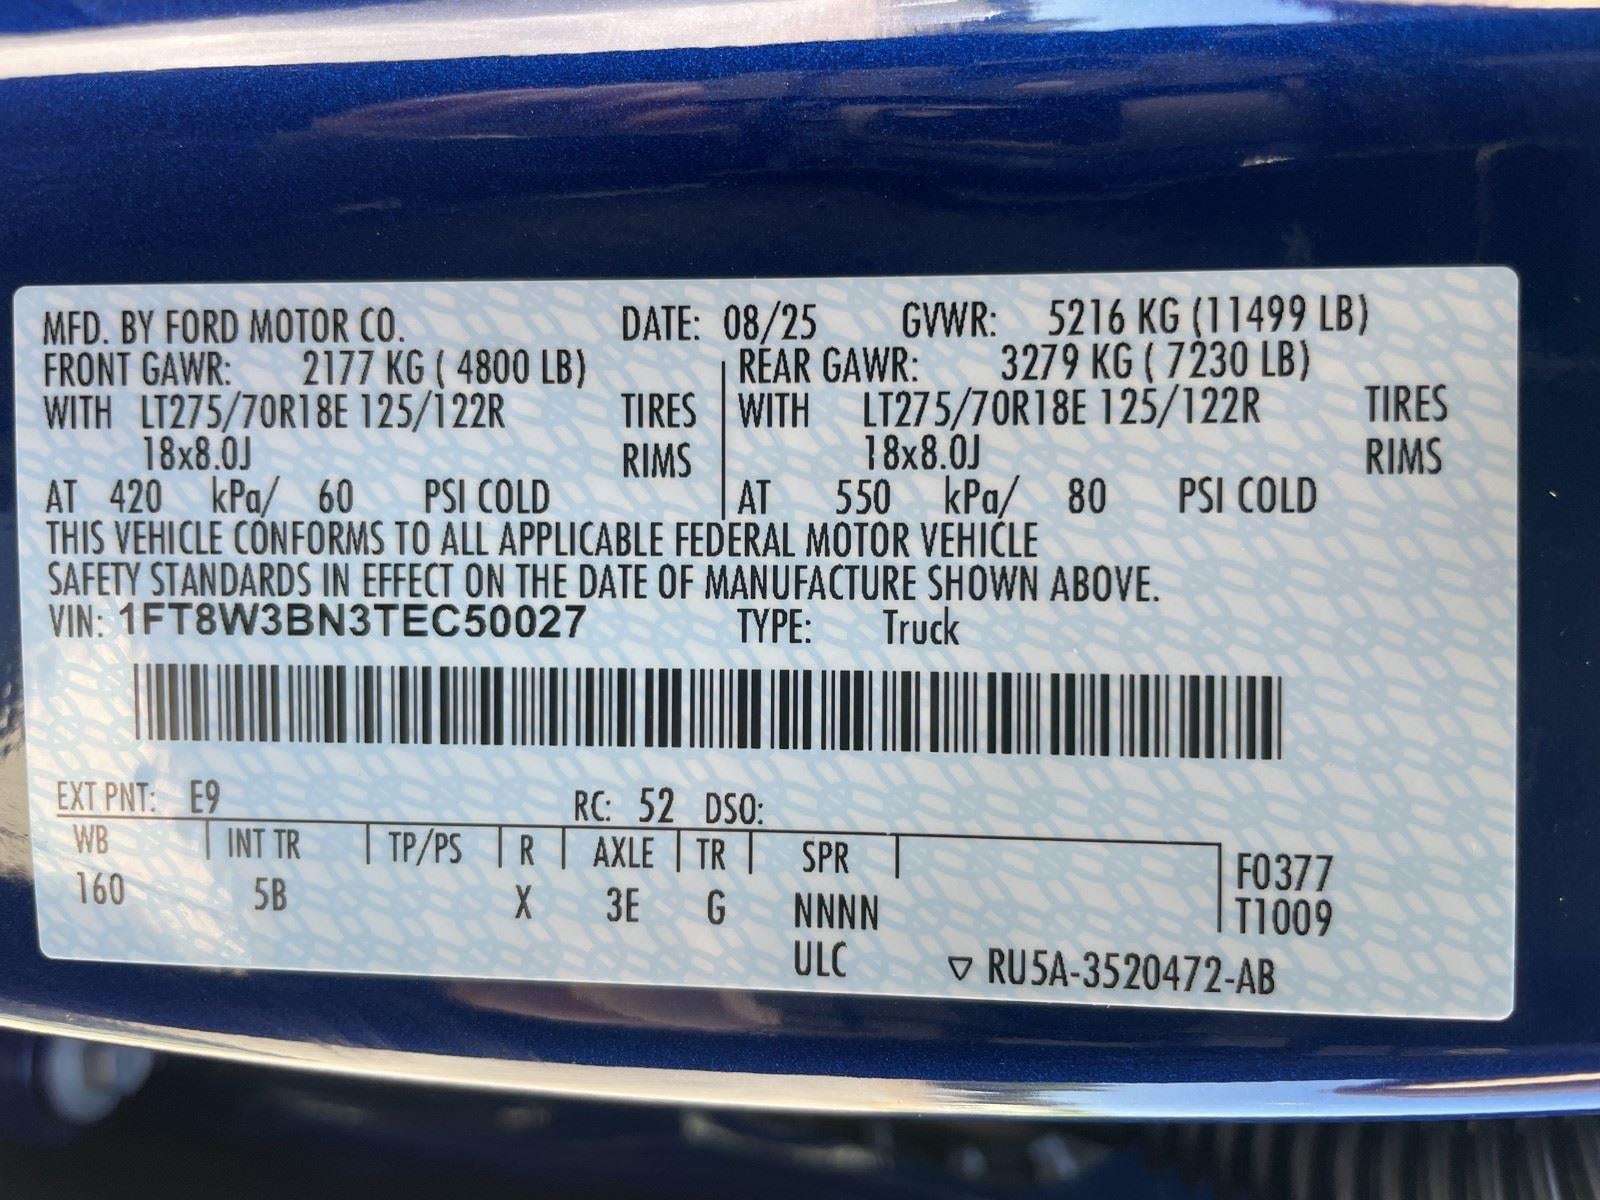 MFD. BY FORD MOTOR CO. DATE: 08/25 GVWR: 5216 KG (11499 LB)
FRONT GAWR: 2177 KG ( 4800 LB) REAR GAWR: 3279 KG ( 7230 LB)
WITH LT275/70R18E 125/122R TIRES WITH LT275/70R18E 125/122R TIRES
18x8.0J RIMS 18x8.0J RIMS
AT 420 kPa/ 60 PSI COLD AT 550 kPa/ 80 PSI COLD
THIS VEHICLE CONFORMS TO ALL APPLICABLE FEDERAL MOTOR VEHICLE
SAFETY STANDARDS IN EFFECT ON THE DATE OF MANUFACTURE SHOWN ABOVE.
VIN: 1FT8W3BN3TEC50027 TYPE: Truck
EXT PNT: E9 RC: 52 DSO:
WB INT TR TP/PS R AXLE TR SPR F0377
160 5B X 3E G NNNN T1009
ULC ▽ RU5A-3520472-AB